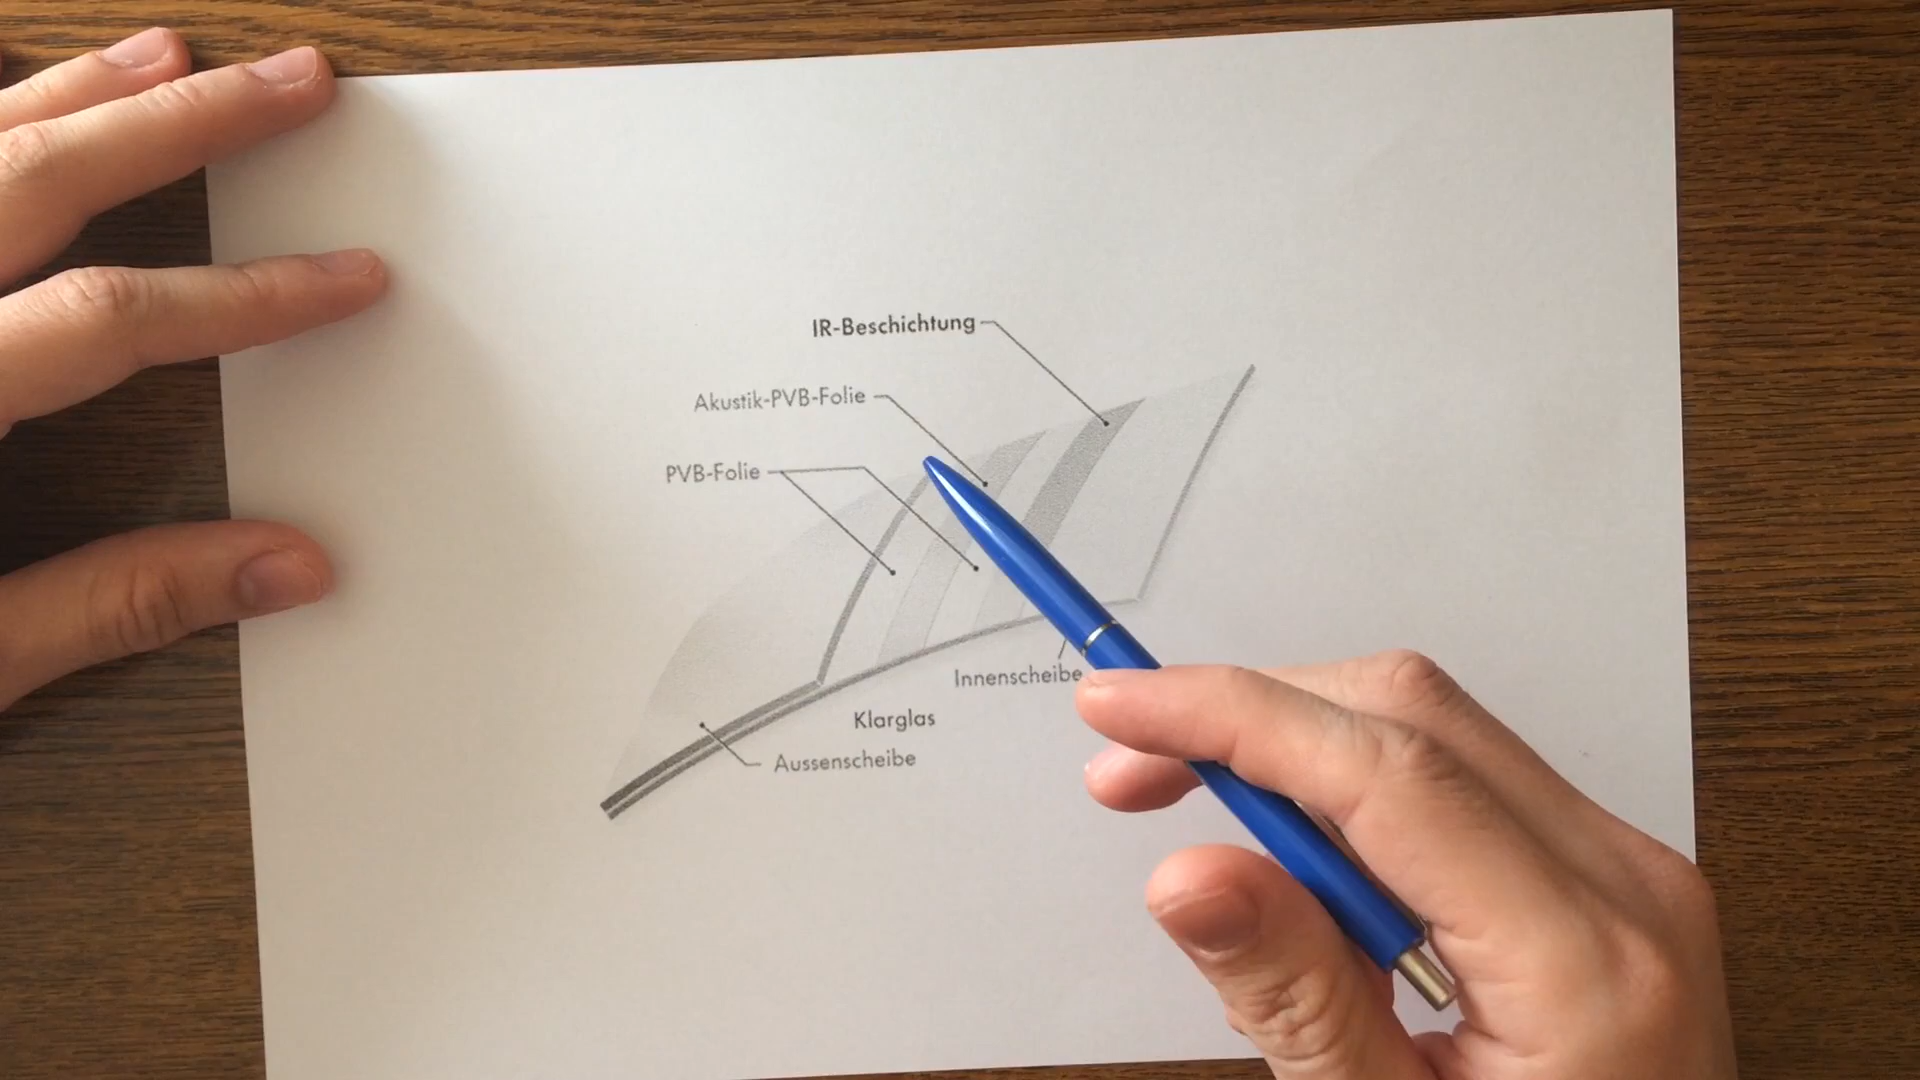 IR-Beschichtung
Akustik-PVB-Folie
PVB-Folie
Innenscheibe
Klarglas
Aussenscheibe